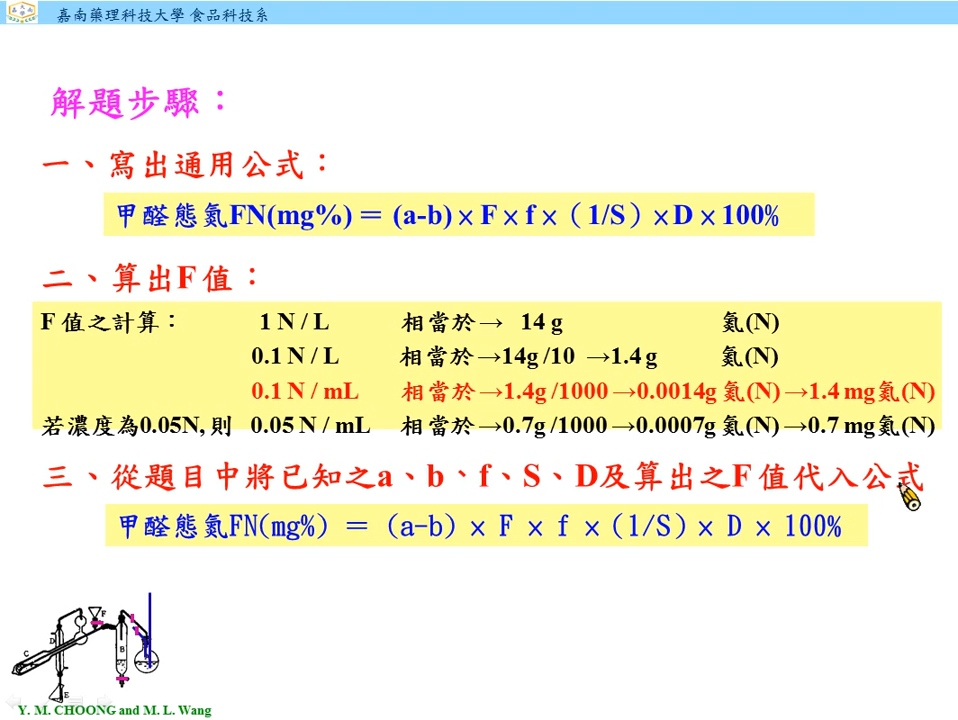 嘉南藥理科技大學 食品科技系
解題步驟：
一、寫出通用公式：
甲醛態氮FN(mg%) ＝ (a-b) × F × f ×（1/S）× D × 100%
二、算出F 值：
F 值之計算： 1 N / L 相當於 → 14 g 氮(N)
0.1 N / L 相當於 →14g /10 →1.4 g 氮(N)
0.1 N / mL 相當於 →1.4g /1000 →0.0014g 氮(N) →1.4 mg氮(N)
若濃度為0.05N, 則 0.05 N / mL 相當於 →0.7g /1000 →0.0007g 氮(N) →0.7 mg氮(N)
三、從題目中將已知之a、b、f、S、D及算出之F 值代入公式
甲醛態氮FN(mg%) ＝ (a-b) × F × f ×(1/S)× D × 100%
F
D
B
C
E
Y. M. CHOONG and M. L. Wang